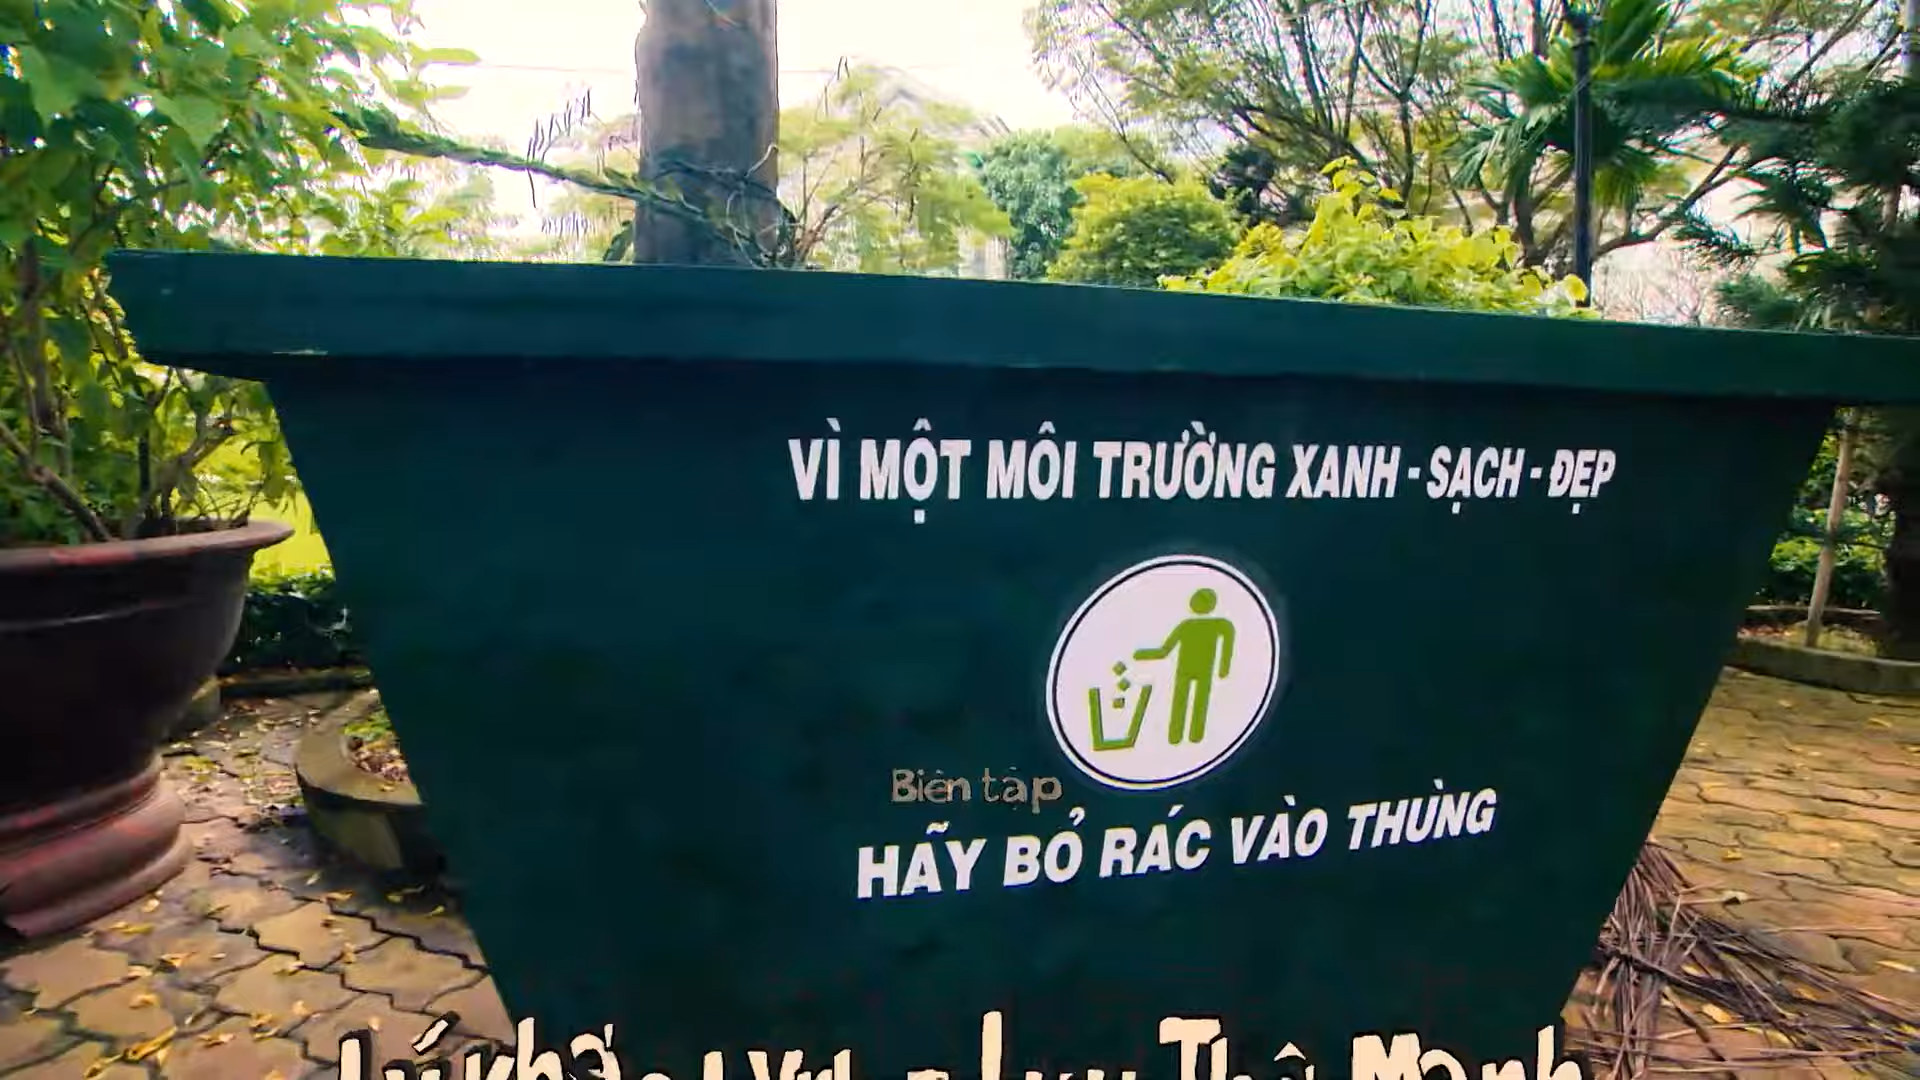 VÌ MỘT MÔI TRƯỜNG XANH - SẠCH - ĐẸP
Biên tập
HÃY BỎ RÁC VÀO THÙNG